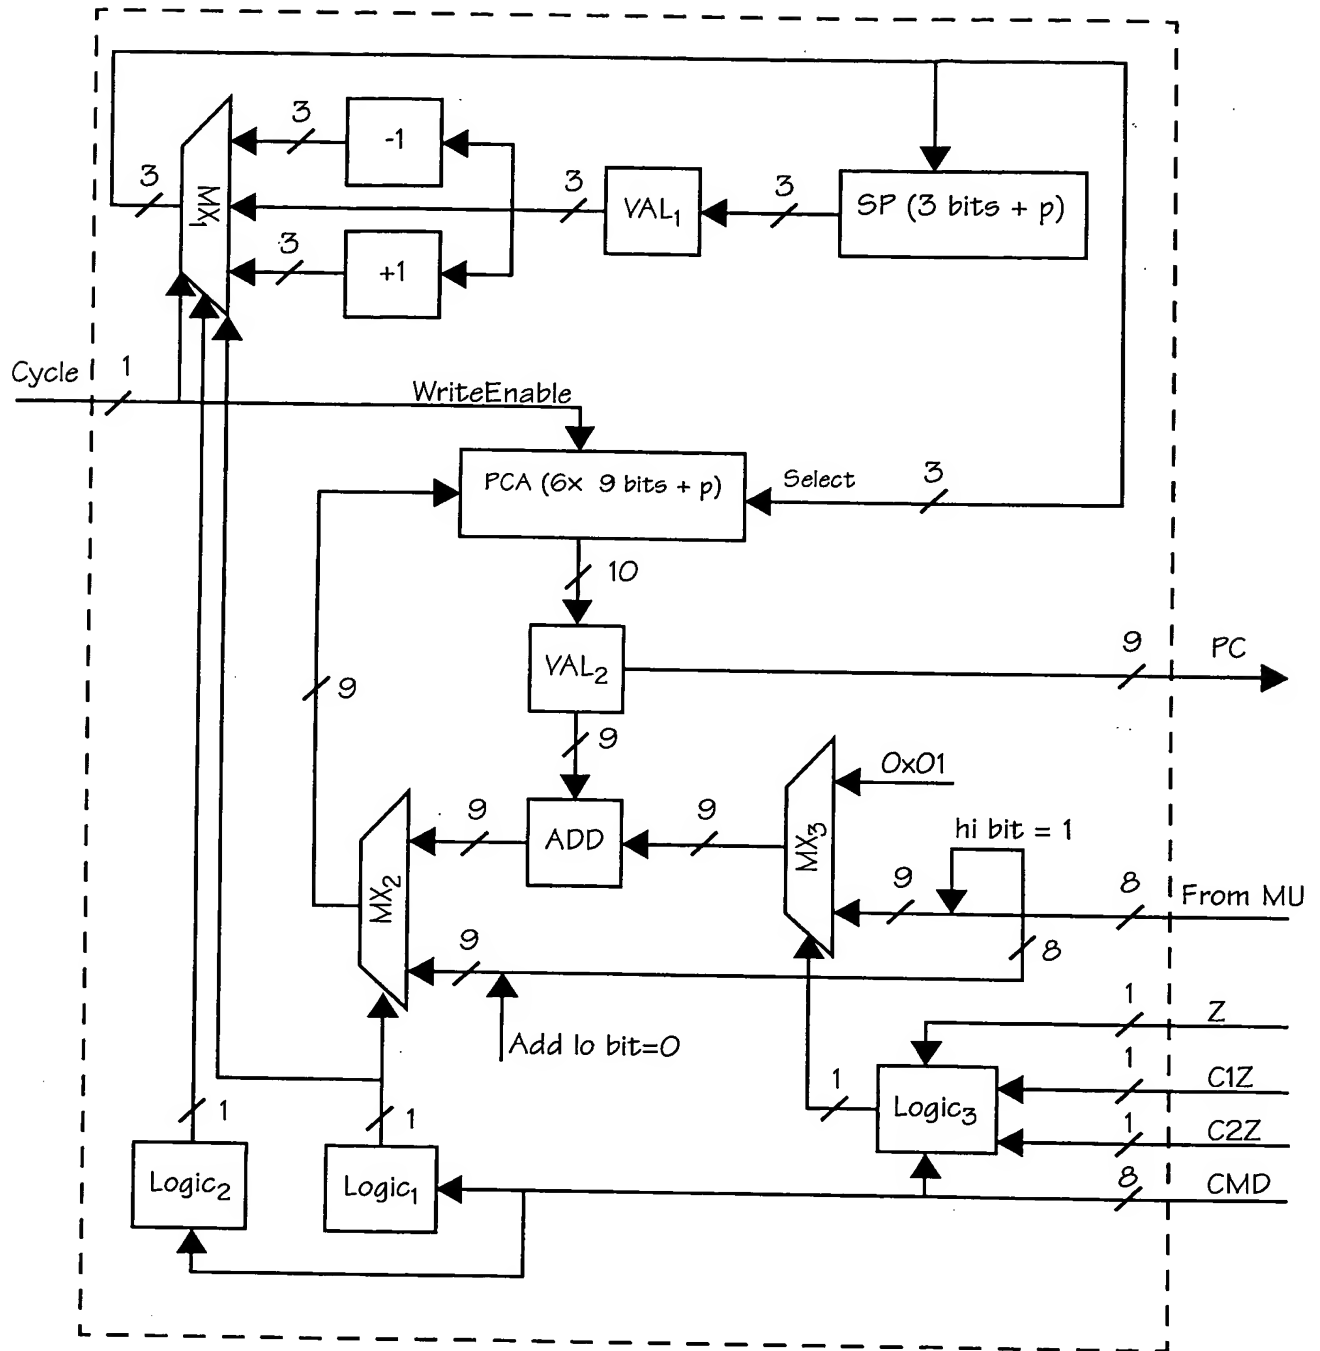 3
-1
3
MX1
3
VAL1
3
SP (3 bits + p)
3
+1
Cycle
1
WriteEnable
PCA (6x 9 bits + p)
Select
3
10
VAL2
9
PC
9
9
0x01
9
ADD
9
MX3
hi bit = 1
MX2
9
8
From MU
9
8
Add lo bit=0
1
Z
1
C1Z
1
Logic3
1
C2Z
1
1
Logic2
Logic1
8
CMD